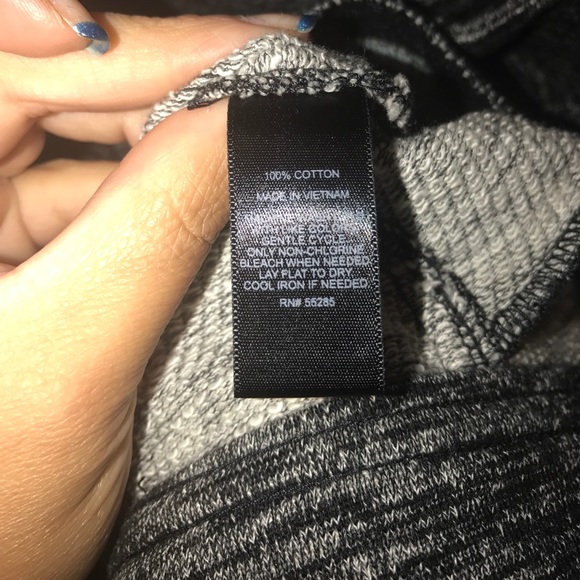 100% COTTON
MADE IN VIETNAM
WITH LIKE COLORS
GENTLE CYCLE
ONLY NON-CHLORINE
BLEACH WHEN NEEDED
LAY FLAT TO DRY
COOL IRON IF NEEDED
RN# 55285